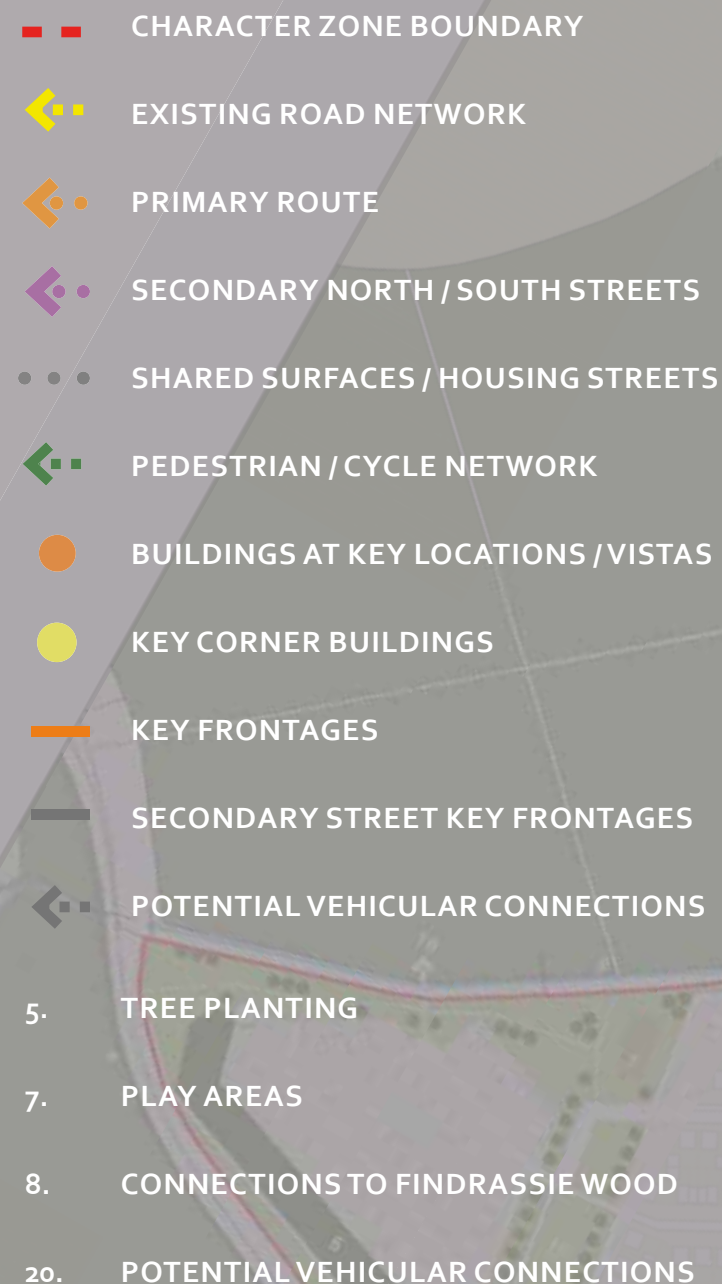 CHARACTER ZONE BOUNDARY
EXISTING ROAD NETWORK
PRIMARY ROUTE
SECONDARY NORTH / SOUTH STREETS
SHARED SURFACES / HOUSING STREETS
PEDESTRIAN / CYCLE NETWORK
BUILDINGS AT KEY LOCATIONS / VISTAS
KEY CORNER BUILDINGS
KEY FRONTAGES
SECONDARY STREET KEY FRONTAGES
POTENTIAL VEHICULAR CONNECTIONS
5. TREE PLANTING
7. PLAY AREAS
8. CONNECTIONS TO FINDRASSIE WOOD
20. POTENTIAL VEHICULAR CONNECTIONS